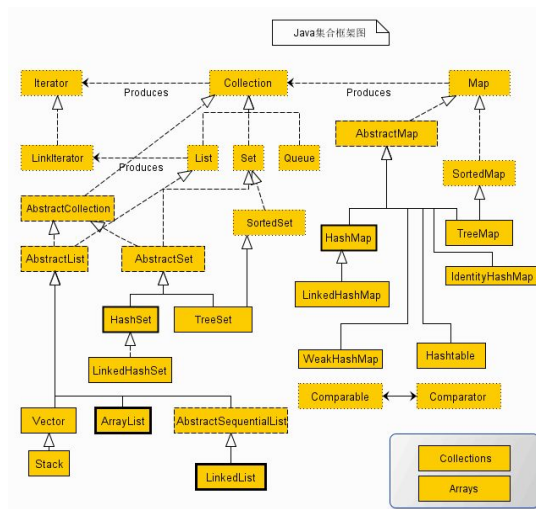 Java集合框架图
Iterator
Collection
Map
Produces
Produces
AbstractMap
LinkIterator
List
Set
Queue
Produces
SortedMap
AbstractCollection
SortedSet
HashMap
TreeMap
AbstractList
AbstractSet
IdentityHashMap
LinkedHashMap
HashSet
TreeSet
WeakHashMap
Hashtable
LinkedHashSet
Comparable
Comparator
Vector
ArrayList
AbstractSequentialList
Collections
Stack
LinkedList
Arrays